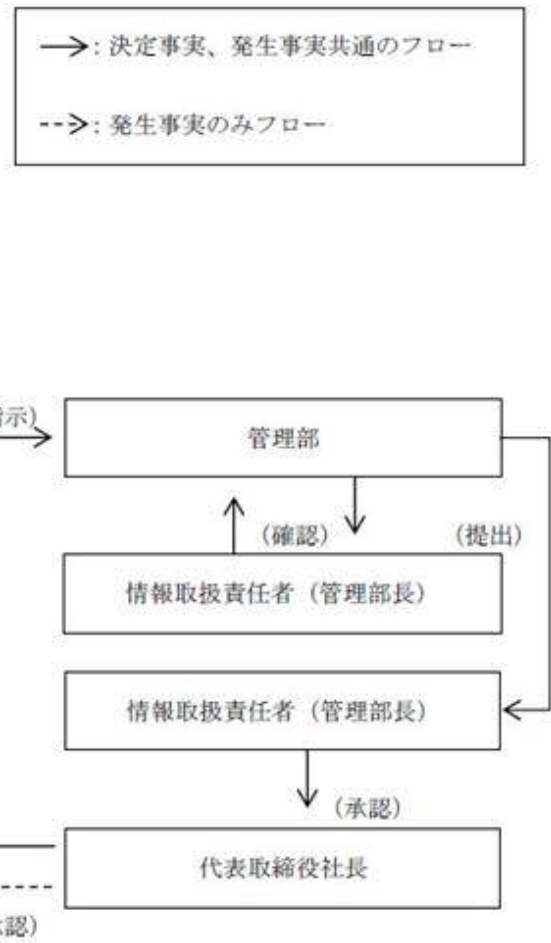 →: 決定事実、発生事実共通のフロー
-->: 発生事実のみフロー
示)
管理部
(確認)
(提出)
情報取扱責任者(管理部長)
情報取扱責任者(管理部長)
(承認)
代表取締役社長
認)